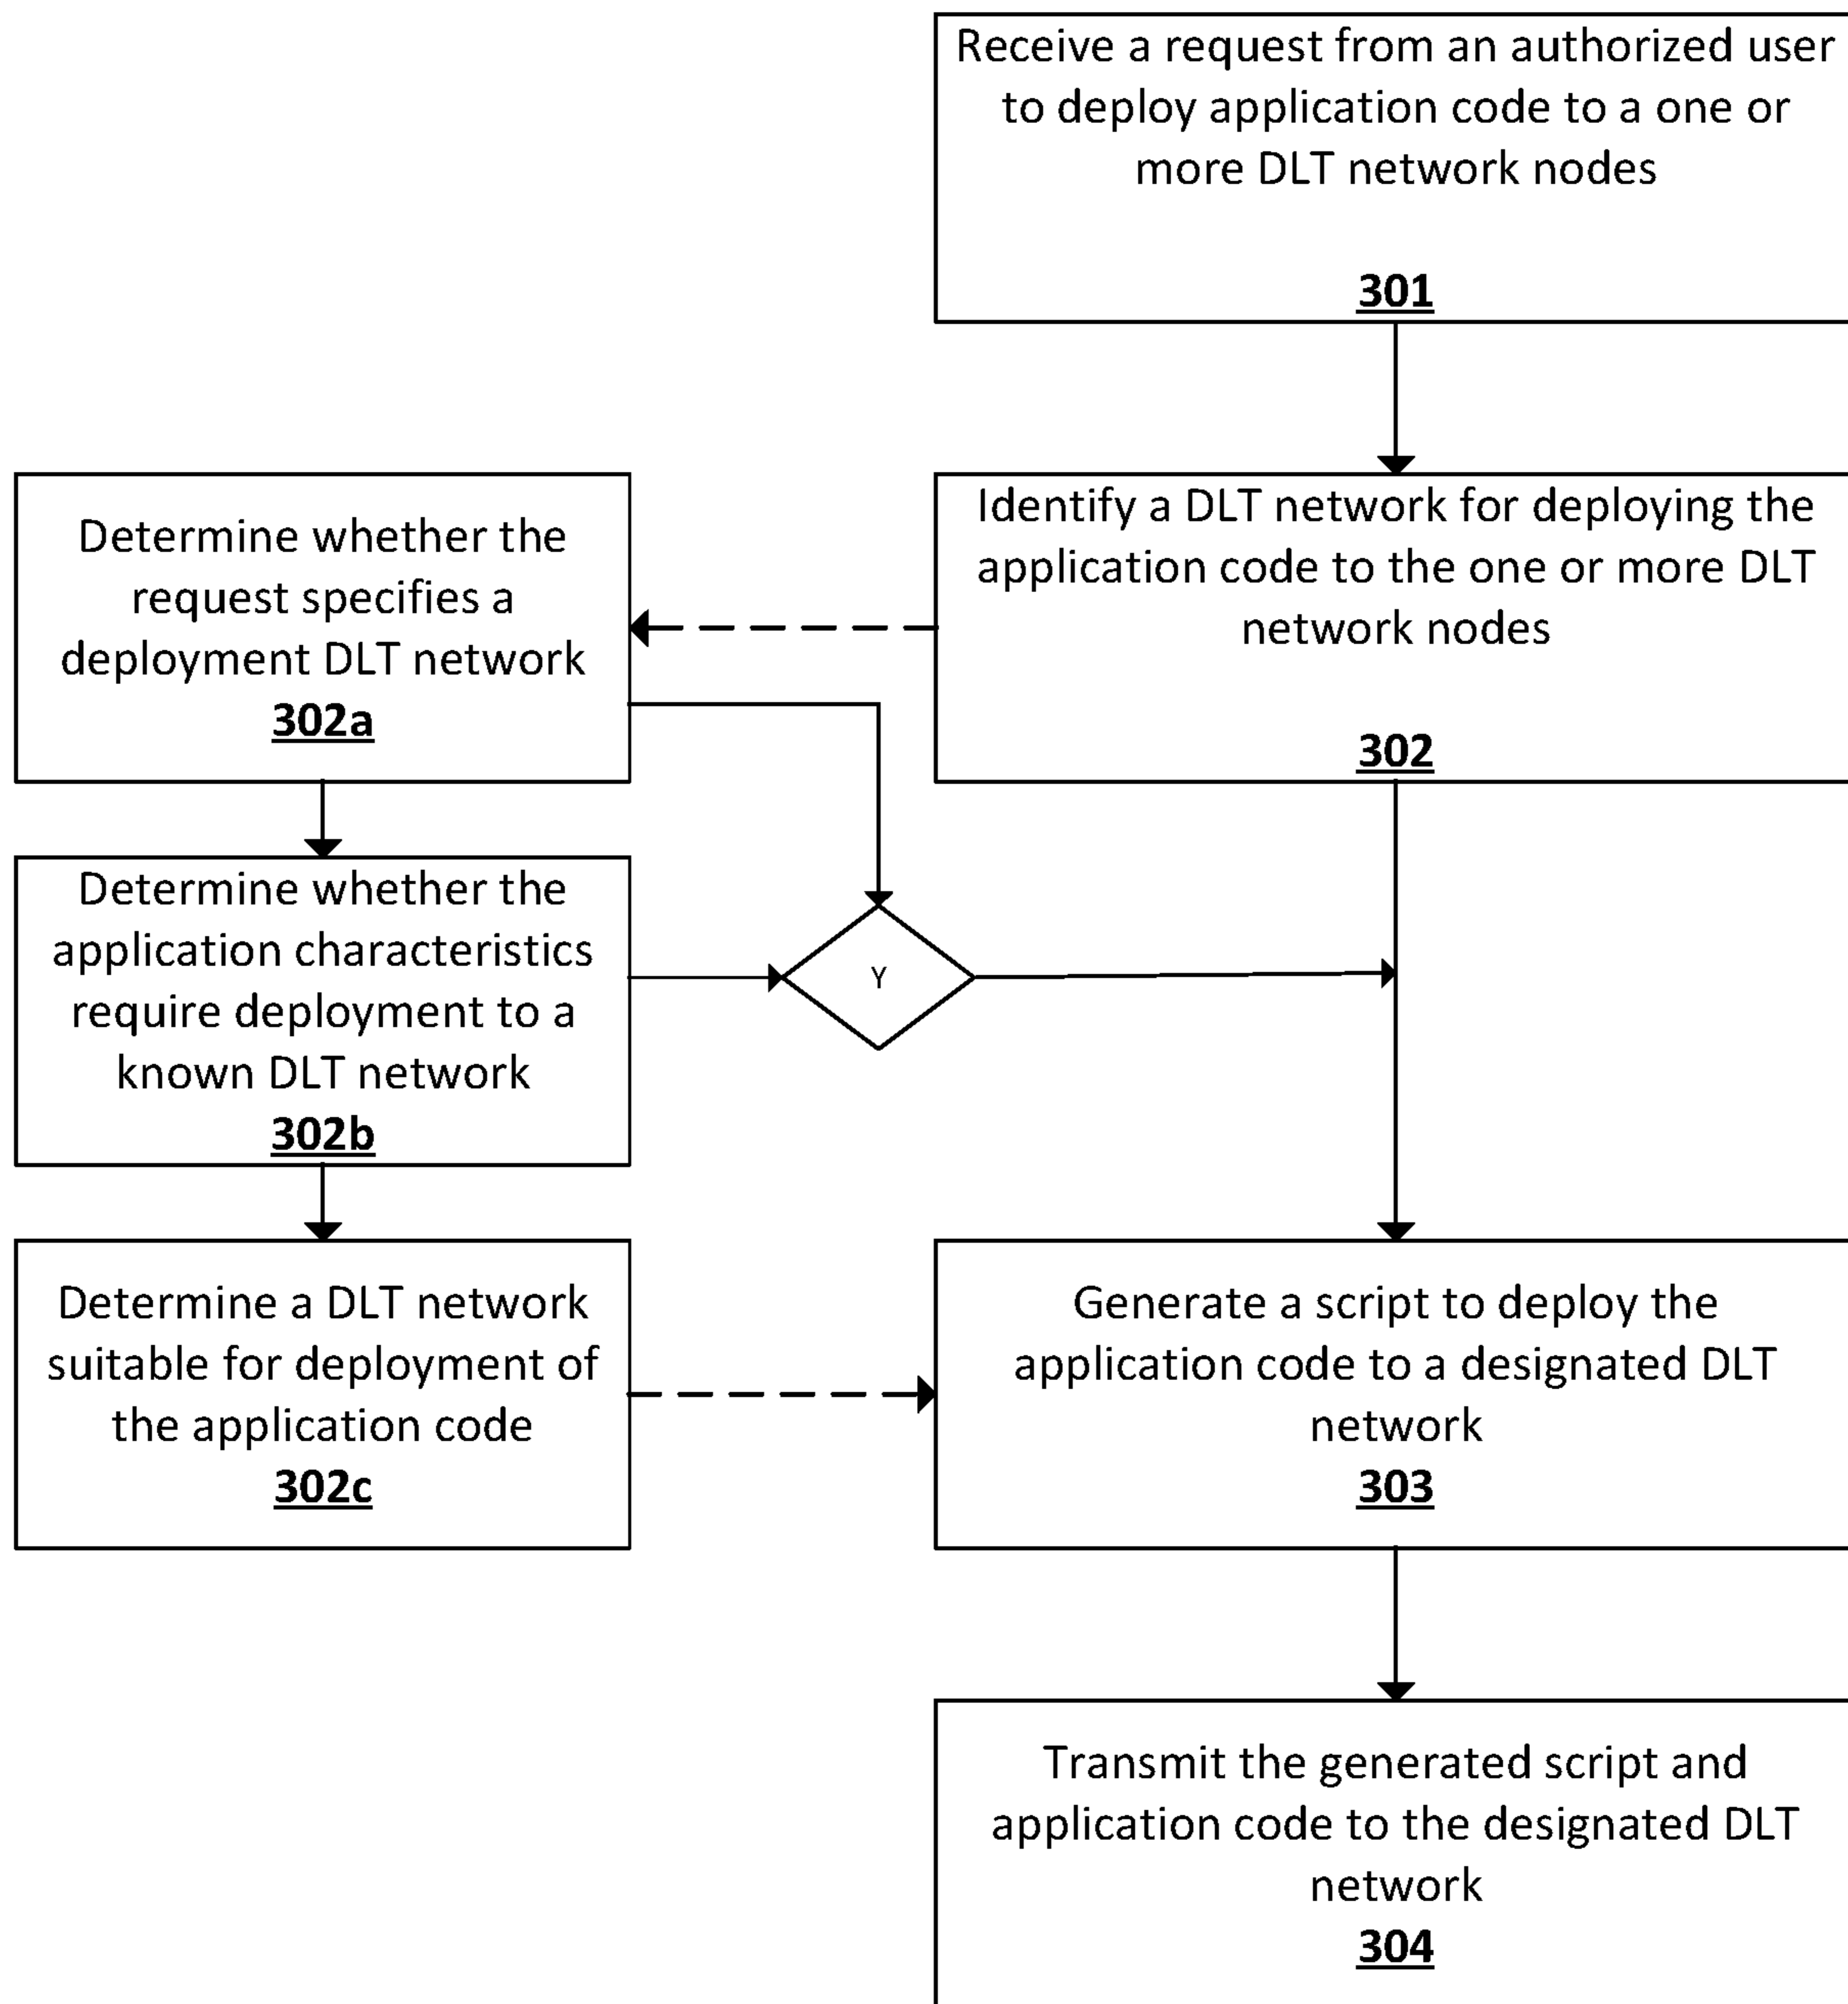 Receive a request from an authorized user
to deploy application code to a one or
more DLT network nodes
301
Identify a DLT network for deploying the
application code to the one or more DLT
network nodes
302
Determine whether the
request specifies a
deployment DLT network
302a
Determine whether the
application characteristics
require deployment to a
known DLT network
302b
Y
Determine a DLT network
suitable for deployment of
the application code
302c
Generate a script to deploy the
application code to a designated DLT
network
303
Transmit the generated script and
application code to the designated DLT
network
304